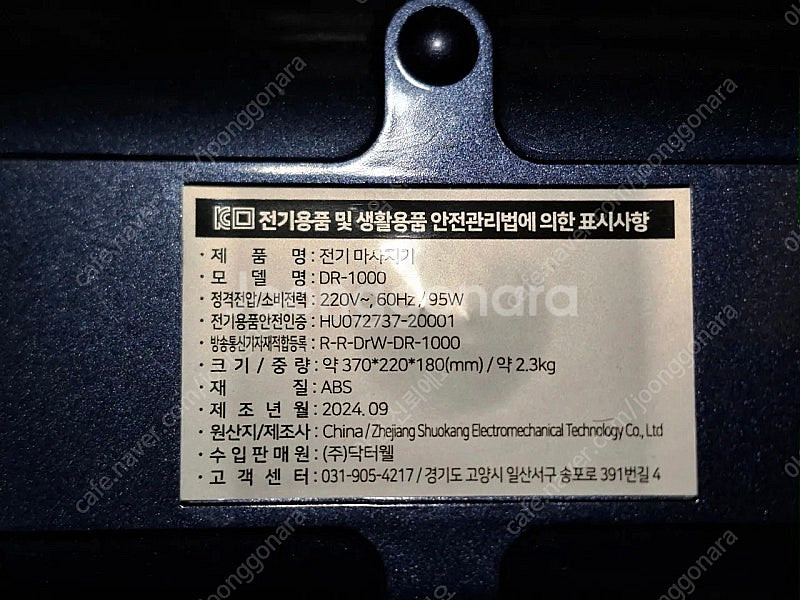 전기용품 및 생활용품 안전관리법에 의한 표시사항
· 제 품 명 : 전기 마사지기
· 모 델 명 : DR-1000
· 정격전압/소비전력 : 220V~, 60Hz / 95W
· 전기용품안전인증 : HU072737-20001
· 방송통신기자재적합등록 : R-R-DrW-DR-1000
· 크 기 / 중 량 : 약 370*220*180(mm) / 약 2.3kg
· 재 질 : ABS
· 제 조 년 월 : 2024. 09
· 원산지/제조사 : China / Zhejiang Shuokang Electromechanical Technology Co., Ltd
· 수 입 판 매 원 : (주)닥터웰
· 고 객 센 터 : 031-905-4217 / 경기도 고양시 일산서구 송포로 391번길 4
joonggonara
cafe.naver.com/joonggonara